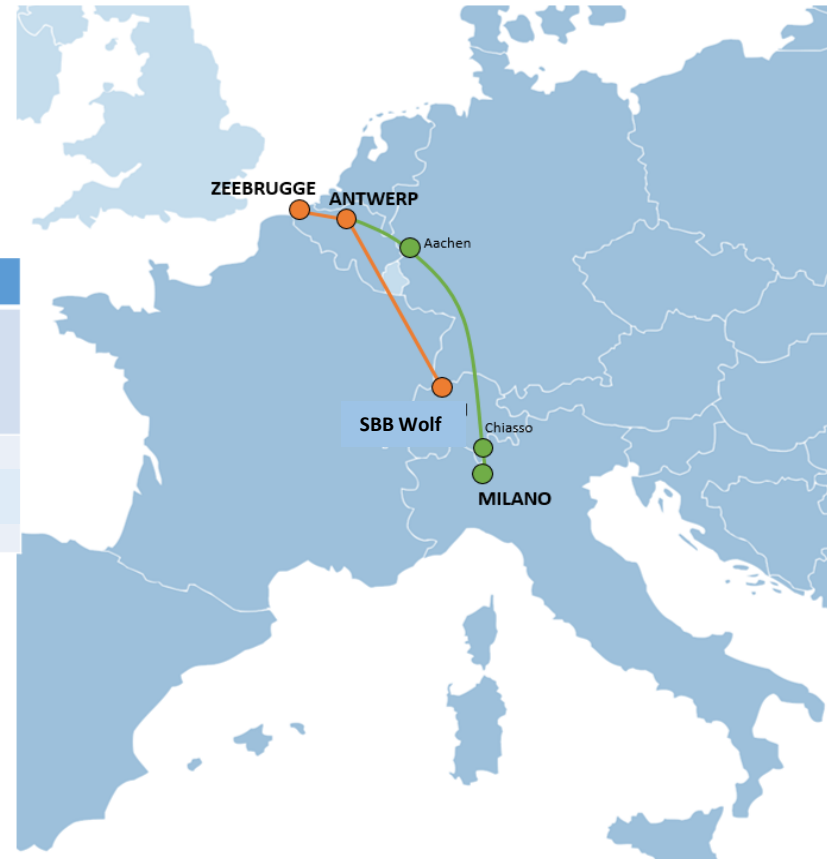 ZEEBRUGGE
ANTWERP
Aachen
SBB Wolf
Chiasso
MILANO